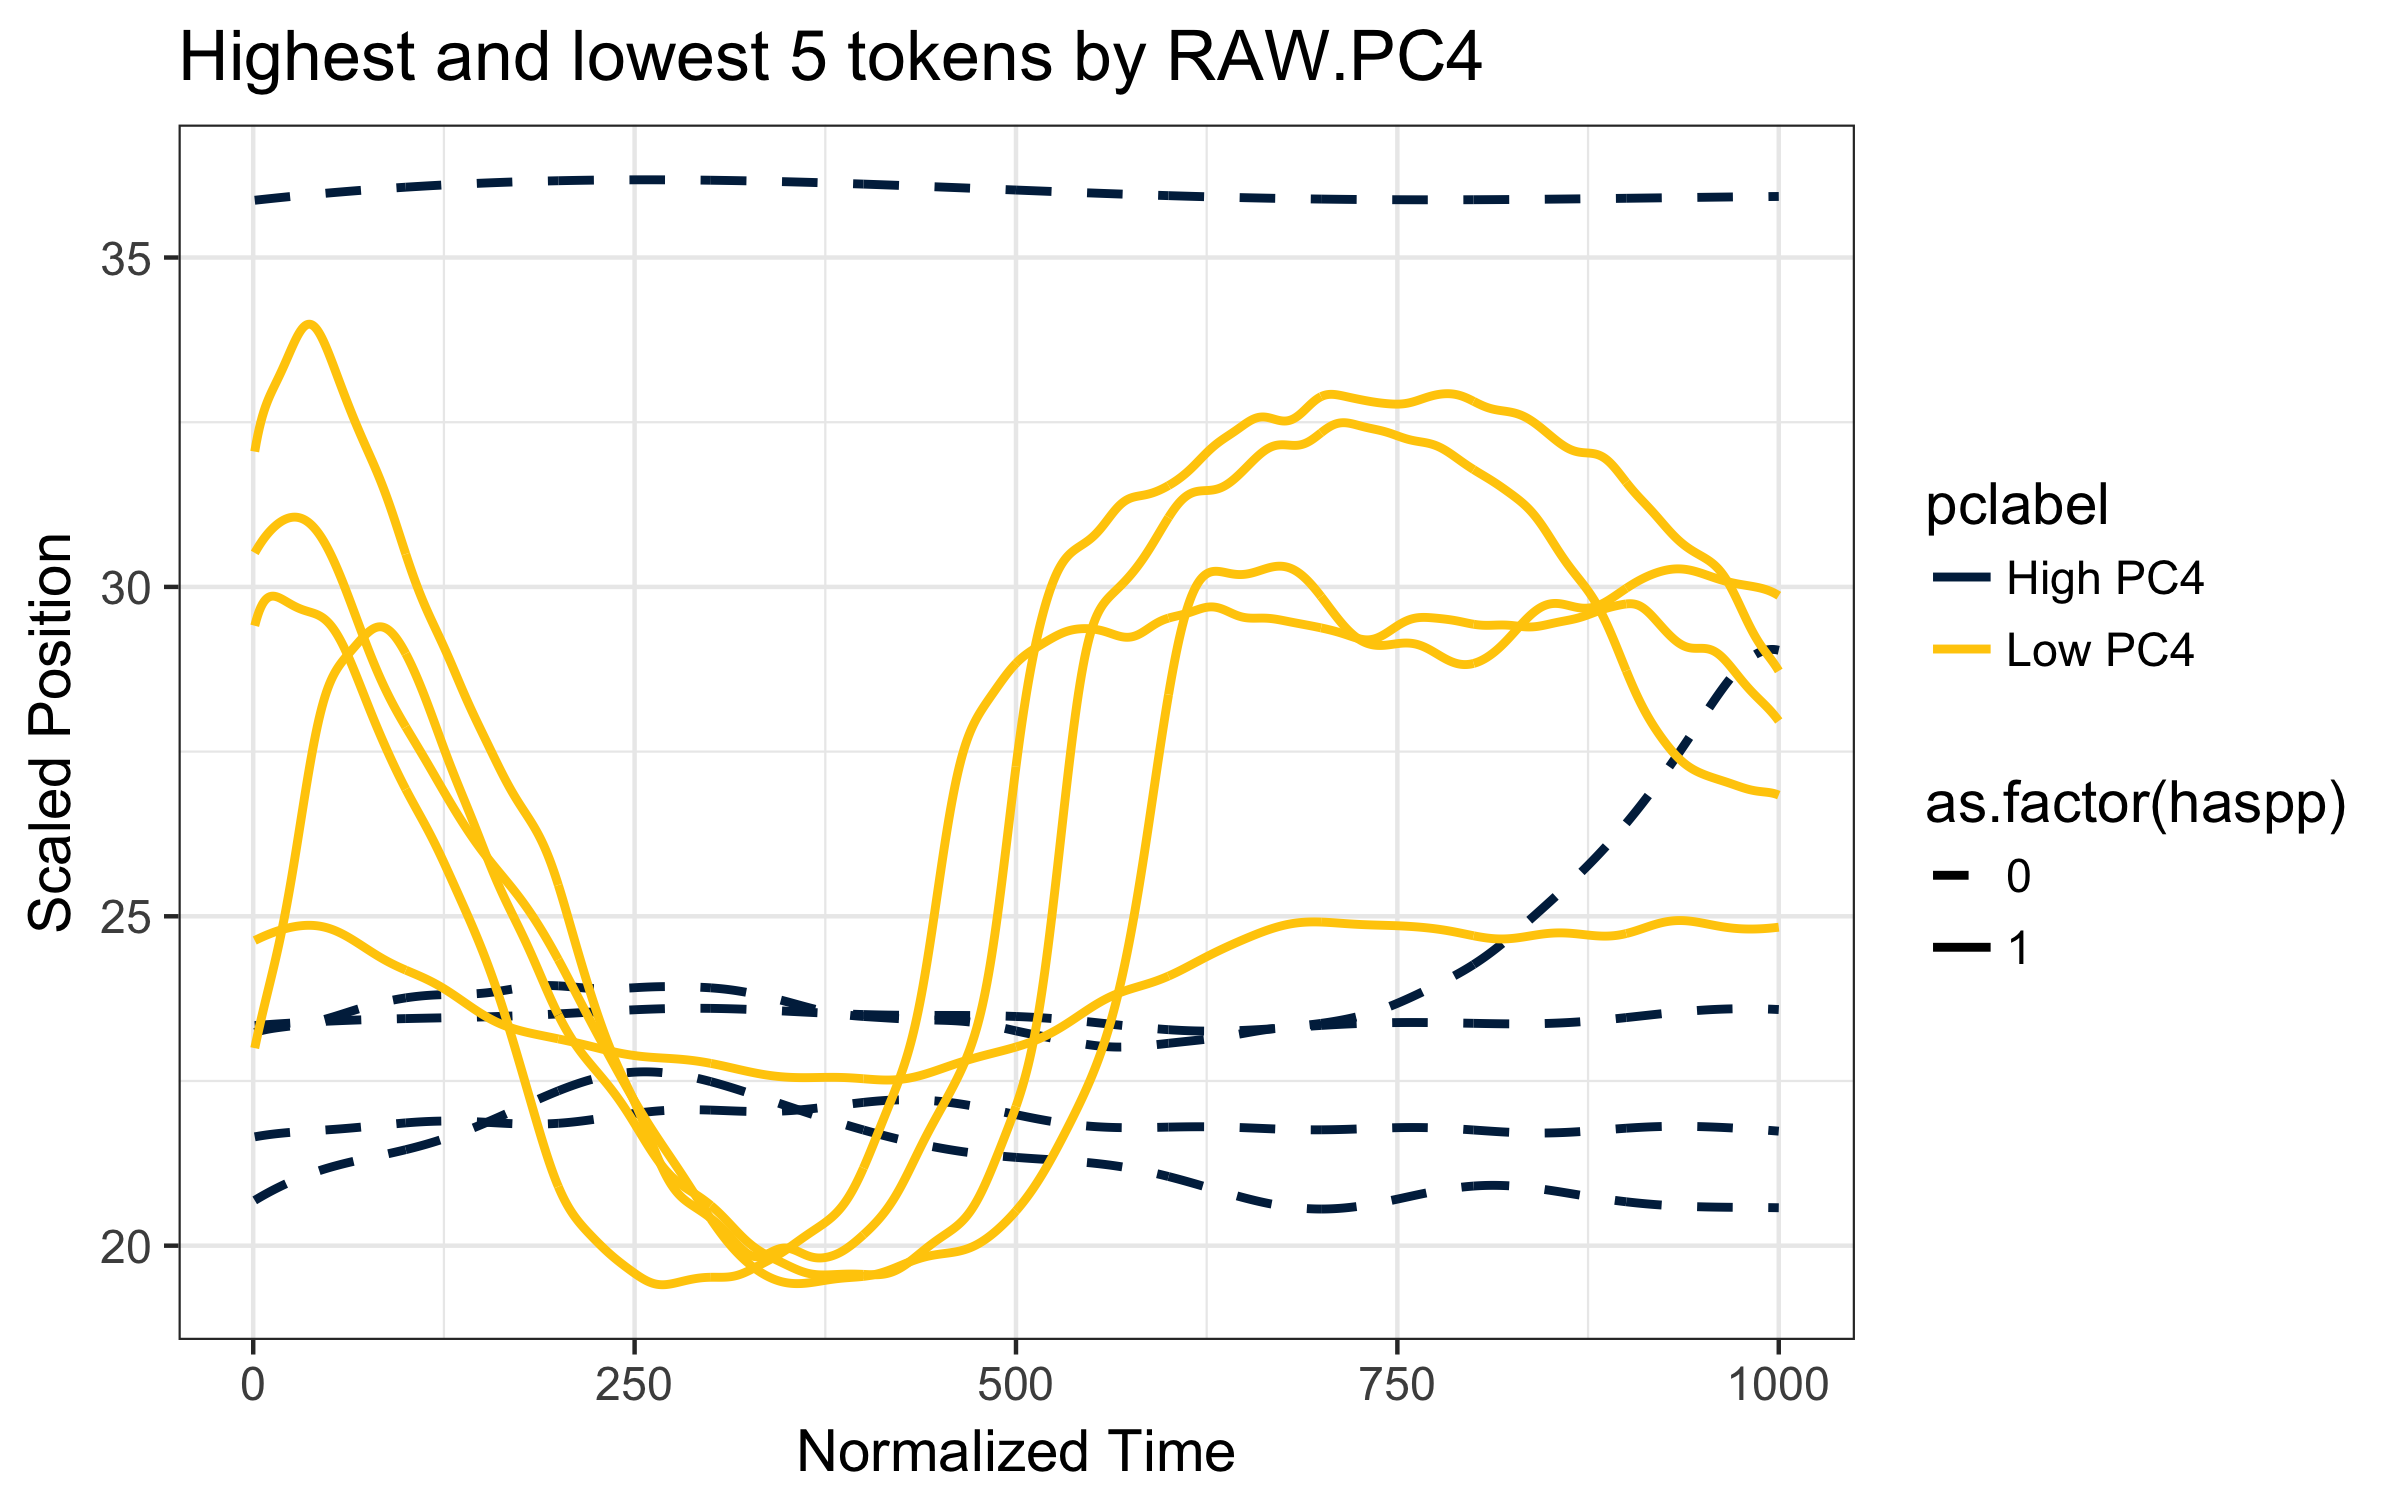 Highest and lowest 5 tokens by RAW.PC4
Scaled Position
35
30
25
20
0 250 500 750 1000
Normalized Time
pclabel
High PC4
Low PC4
as.factor(haspp)
0
1